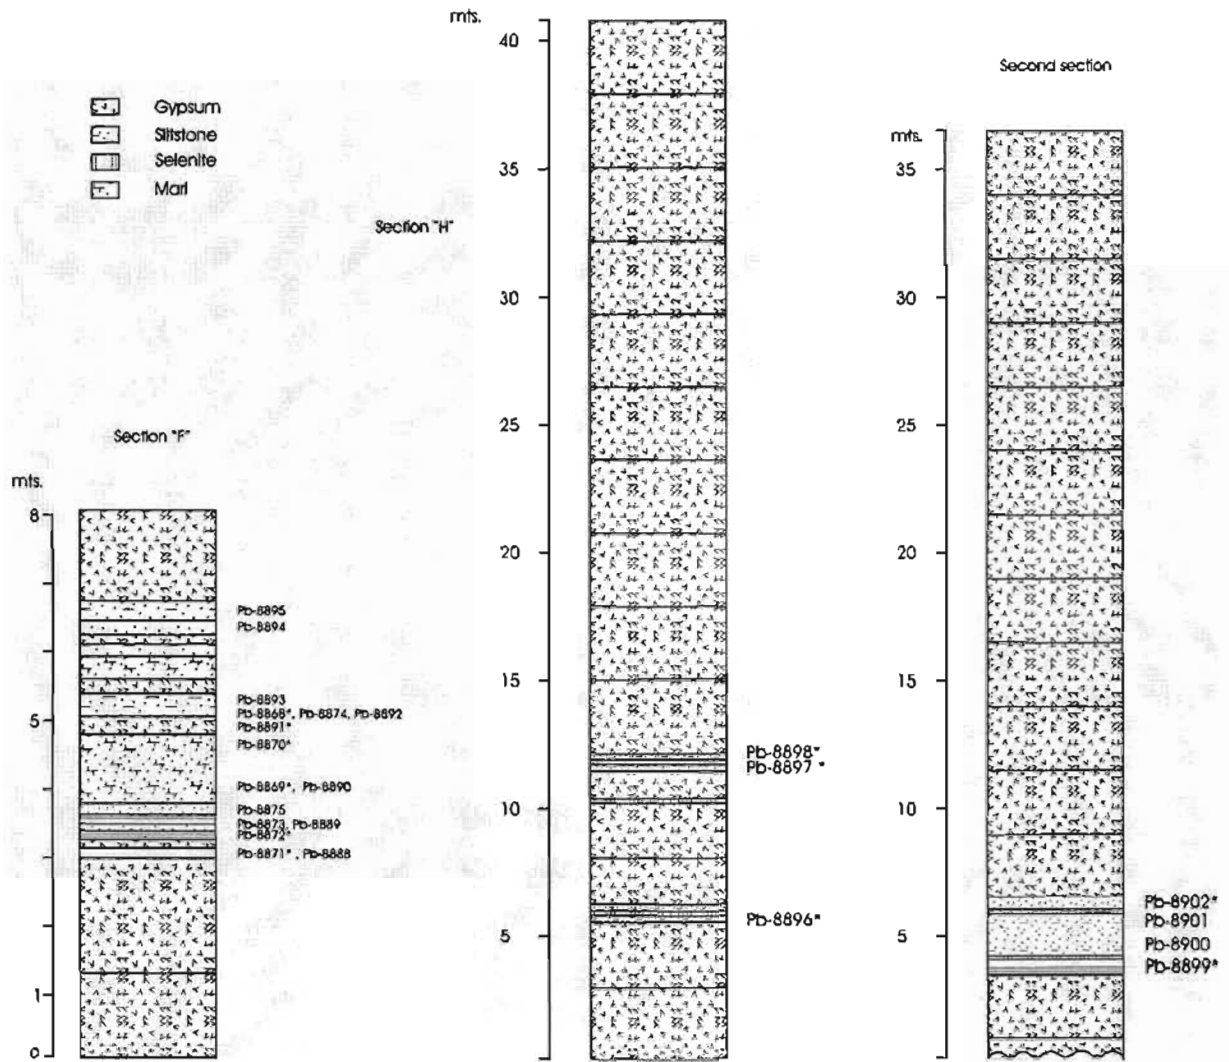 Gypsum
Siltstone
Selenite
Marl
Section "F"
mts.
8
5
1
0
Pb-8895
Pb-8894
Pb-8893
Pb-8868*, Pb-8874, Pb-8892
Pb-8891*
Pb-8870*
Pb-8869*, Pb-8890
Pb-8875
Pb-8873, Pb-8889
Pb-8872*
Pb-8871*, Pb-8888
Section "H"
mts.
40
35
30
25
20
15
10
5
Pb-8898*
Pb-8897 *
Pb-8896*
Second section
mts.
35
30
25
20
15
10
5
Pb-8902*
Pb-8901
Pb-8900
Pb-8899*